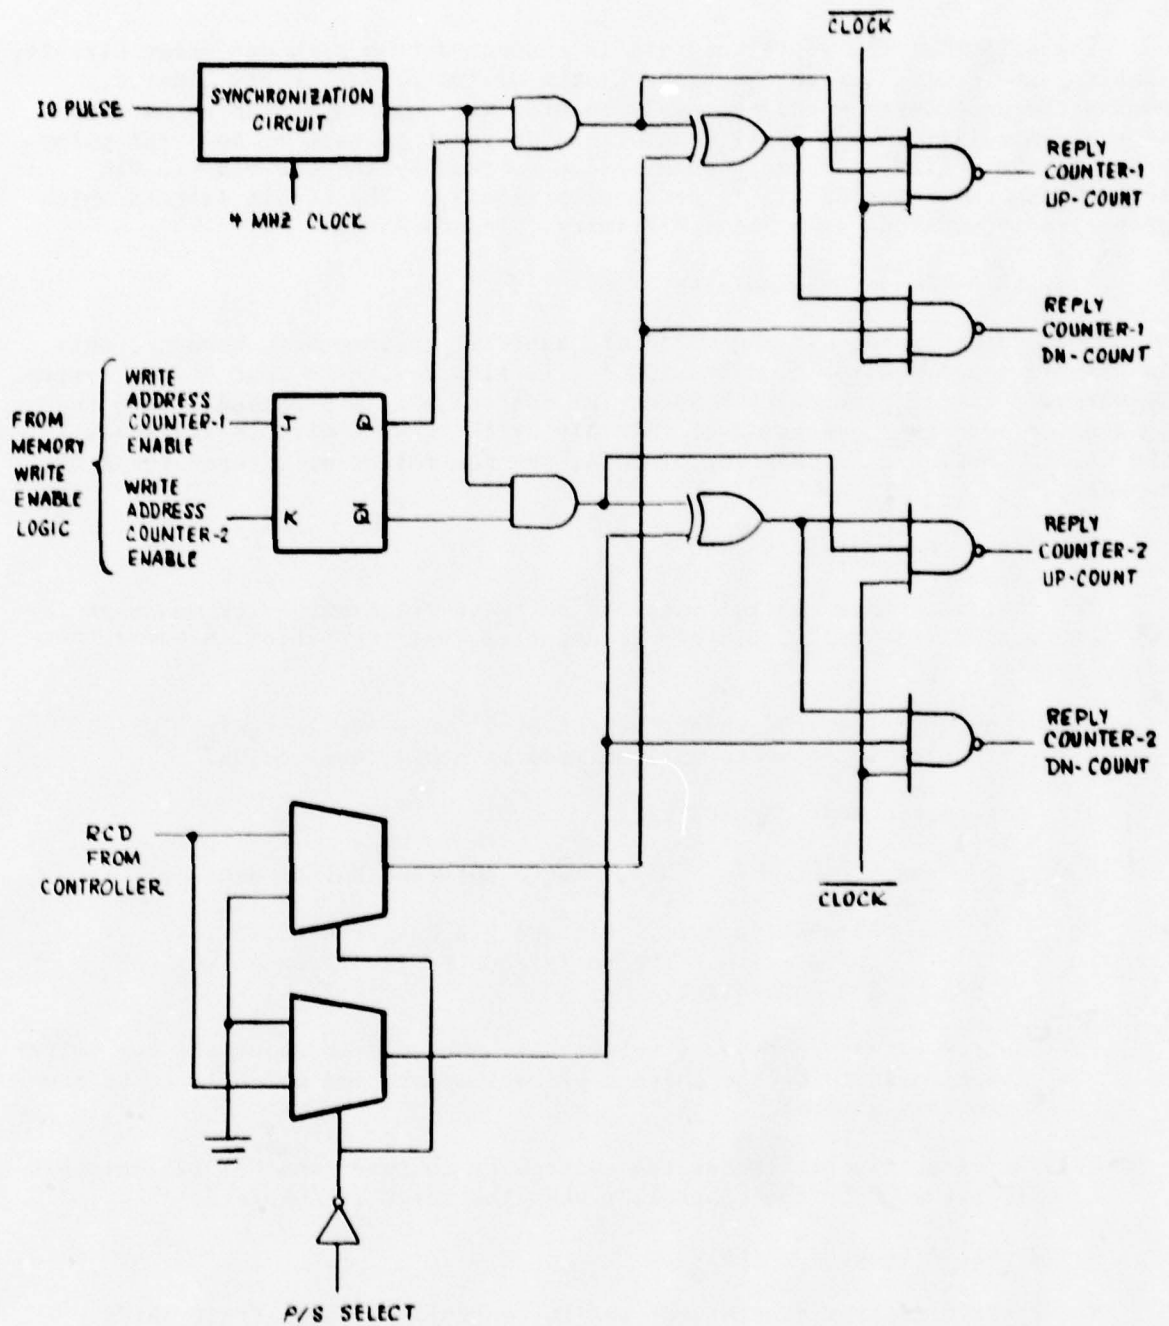 CLOCK
IO PULSE
SYNCHRONIZATION
CIRCUIT
4 MHZ CLOCK
REPLY
COUNTER-1
UP-COUNT
REPLY
COUNTER-1
DN-COUNT
FROM
MEMORY
WRITE
ENABLE
LOGIC
WRITE
ADDRESS
COUNTER-1
ENABLE
WRITE
ADDRESS
COUNTER-2
ENABLE
J Q
K Q̅
REPLY
COUNTER-2
UP-COUNT
REPLY
COUNTER-2
DN-COUNT
RCD
FROM
CONTROLLER
CLOCK
P/S SELECT